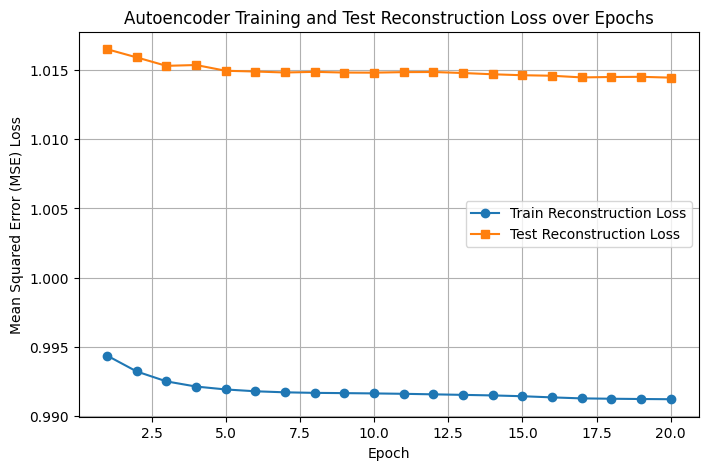 Autoencoder Training and Test Reconstruction Loss over Epochs
Mean Squared Error (MSE) Loss
1.015
1.010
1.005
1.000
0.995
0.990
Train Reconstruction Loss
Test Reconstruction Loss
2.5 5.0 7.5 10.0 12.5 15.0 17.5 20.0
Epoch